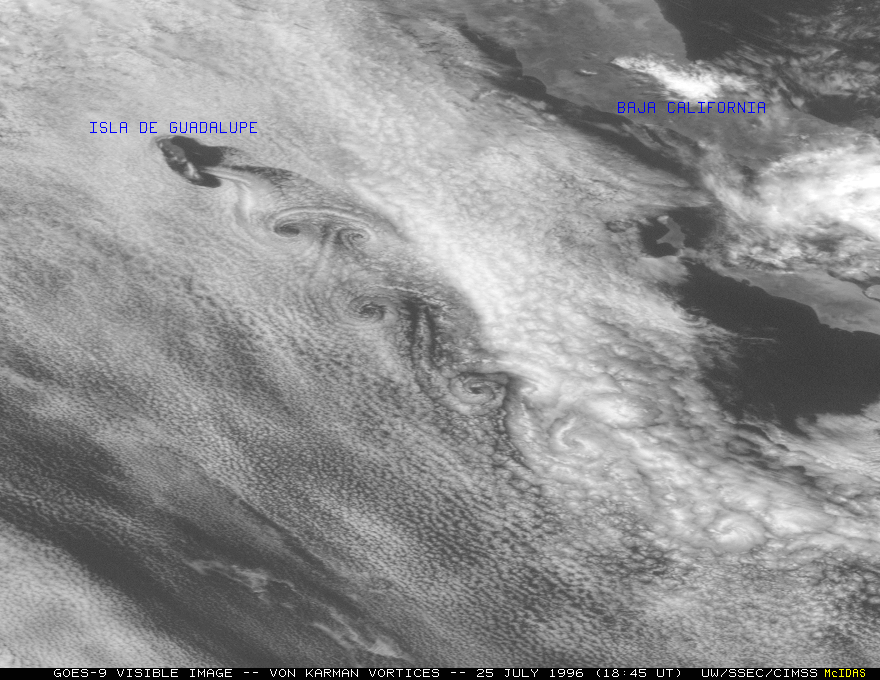 BAJA CALIFORNIA
ISLA DE GUADALUPE
GOES-9 VISIBLE IMAGE -- VON KARMAN VORTICES -- 25 JULY 1996 (18:45 UT) UW/SSEC/CIMSS McIDAS